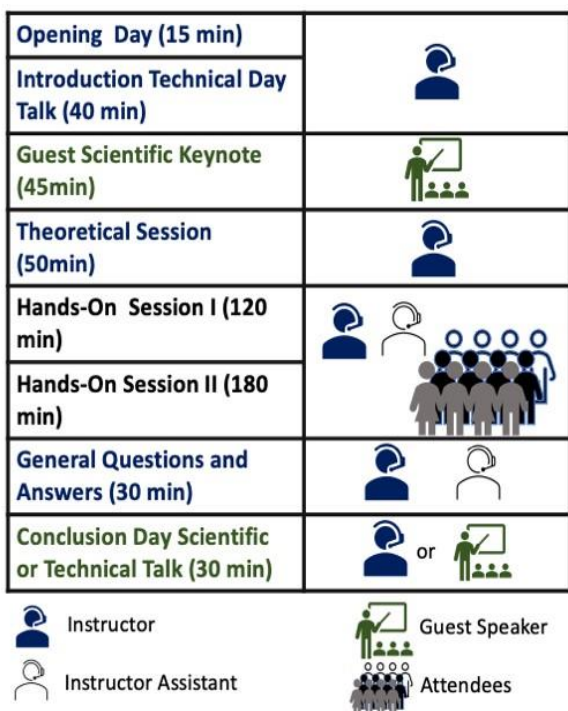 Opening Day (15 min)
Introduction Technical Day
Talk (40 min)
Guest Scientific Keynote
(45min)
Theoretical Session
(50min)
Hands-On Session I (120
min)
Hands-On Session II (180
min)
General Questions and
Answers (30 min)
Conclusion Day Scientific
or Technical Talk (30 min)
or
Instructor
Guest Speaker
Instructor Assistant
Attendees